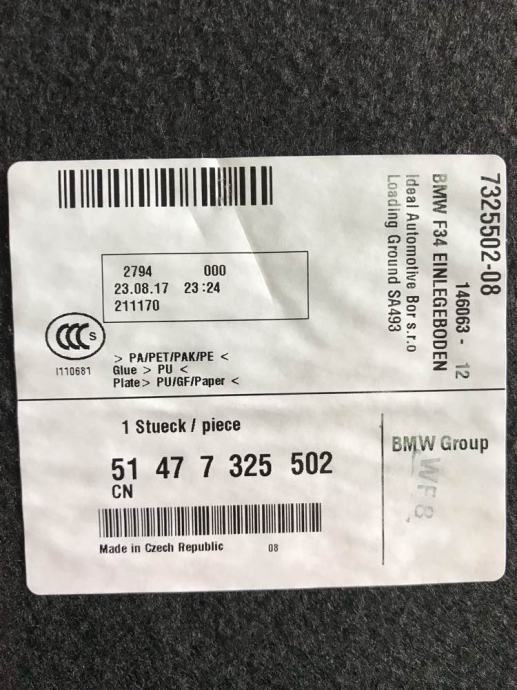 7325502-08
146063 - 12
BMW F34 EINLEGEBODEN
Ideal Automotive Bor s.r.o
Loading Ground SA493
2794 000
23.08.17 23:24
211170
CCC S
I110681
> PA/PET/PAK/PE <
Glue > PU <
Plate > PU/GF/Paper <
1 Stueck / piece
51 47 7 325 502
CN
Made in Czech Republic 08
BMW Group
WF8